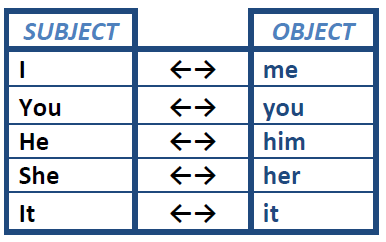 SUBJECT OBJECT
I ←→ me
You ←→ you
He ←→ him
She ←→ her
It ←→ it